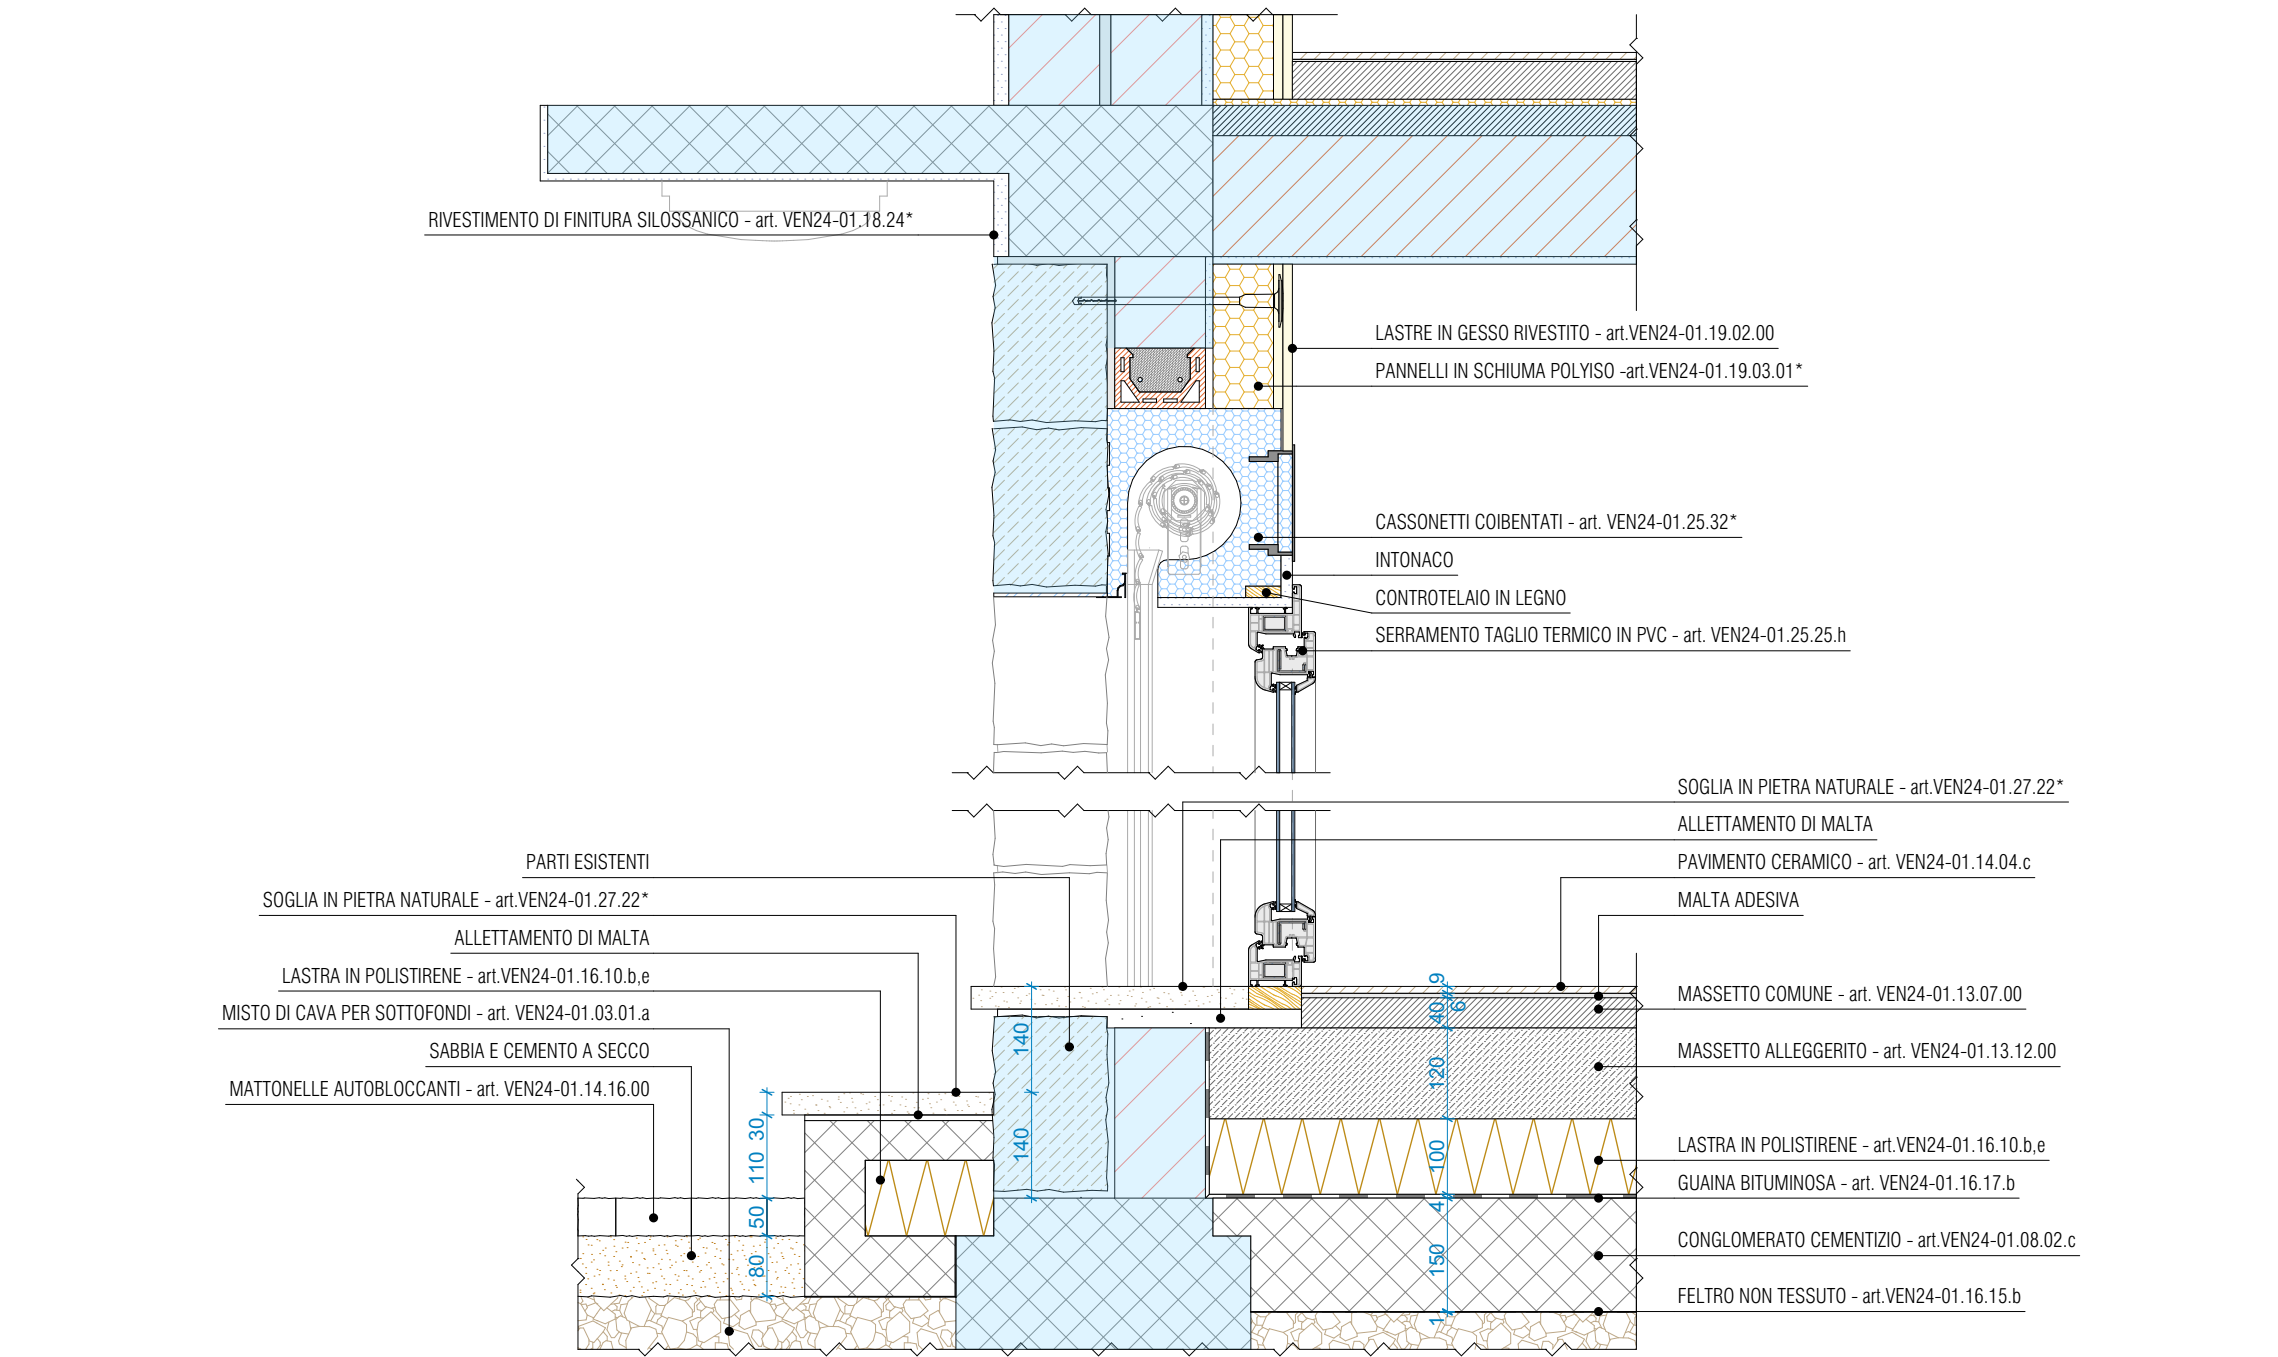 RIVESTIMENTO DI FINITURA SILOSSANICO - art. VEN24-01.18.24*
LASTRE IN GESSO RIVESTITO - art.VEN24-01.19.02.00
PANNELLI IN SCHIUMA POLYISO -art.VEN24-01.19.03.01*
CASSONETTI COIBENTATI - art. VEN24-01.25.32*
INTONACO
CONTROTELAIO IN LEGNO
SERRAMENTO TAGLIO TERMICO IN PVC - art. VEN24-01.25.25.h
SOGLIA IN PIETRA NATURALE - art.VEN24-01.27.22*
ALLETTAMENTO DI MALTA
PAVIMENTO CERAMICO - art. VEN24-01.14.04.c
MALTA ADESIVA
MASSETTO COMUNE - art. VEN24-01.13.07.00
MASSETTO ALLEGGERITO - art. VEN24-01.13.12.00
LASTRA IN POLISTIRENE - art.VEN24-01.16.10.b,e
GUAINA BITUMINOSA - art. VEN24-01.16.17.b
CONGLOMERATO CEMENTIZIO - art.VEN24-01.08.02.c
FELTRO NON TESSUTO - art.VEN24-01.16.15.b
PARTI ESISTENTI
SOGLIA IN PIETRA NATURALE - art.VEN24-01.27.22*
ALLETTAMENTO DI MALTA
LASTRA IN POLISTIRENE - art.VEN24-01.16.10.b,e
MISTO DI CAVA PER SOTTOFONDI - art. VEN24-01.03.01.a
SABBIA E CEMENTO A SECCO
MATTONELLE AUTOBLOCCANTI - art. VEN24-01.14.16.00
30
110
50
80
140
140
9
6
40
120
100
4
150
1